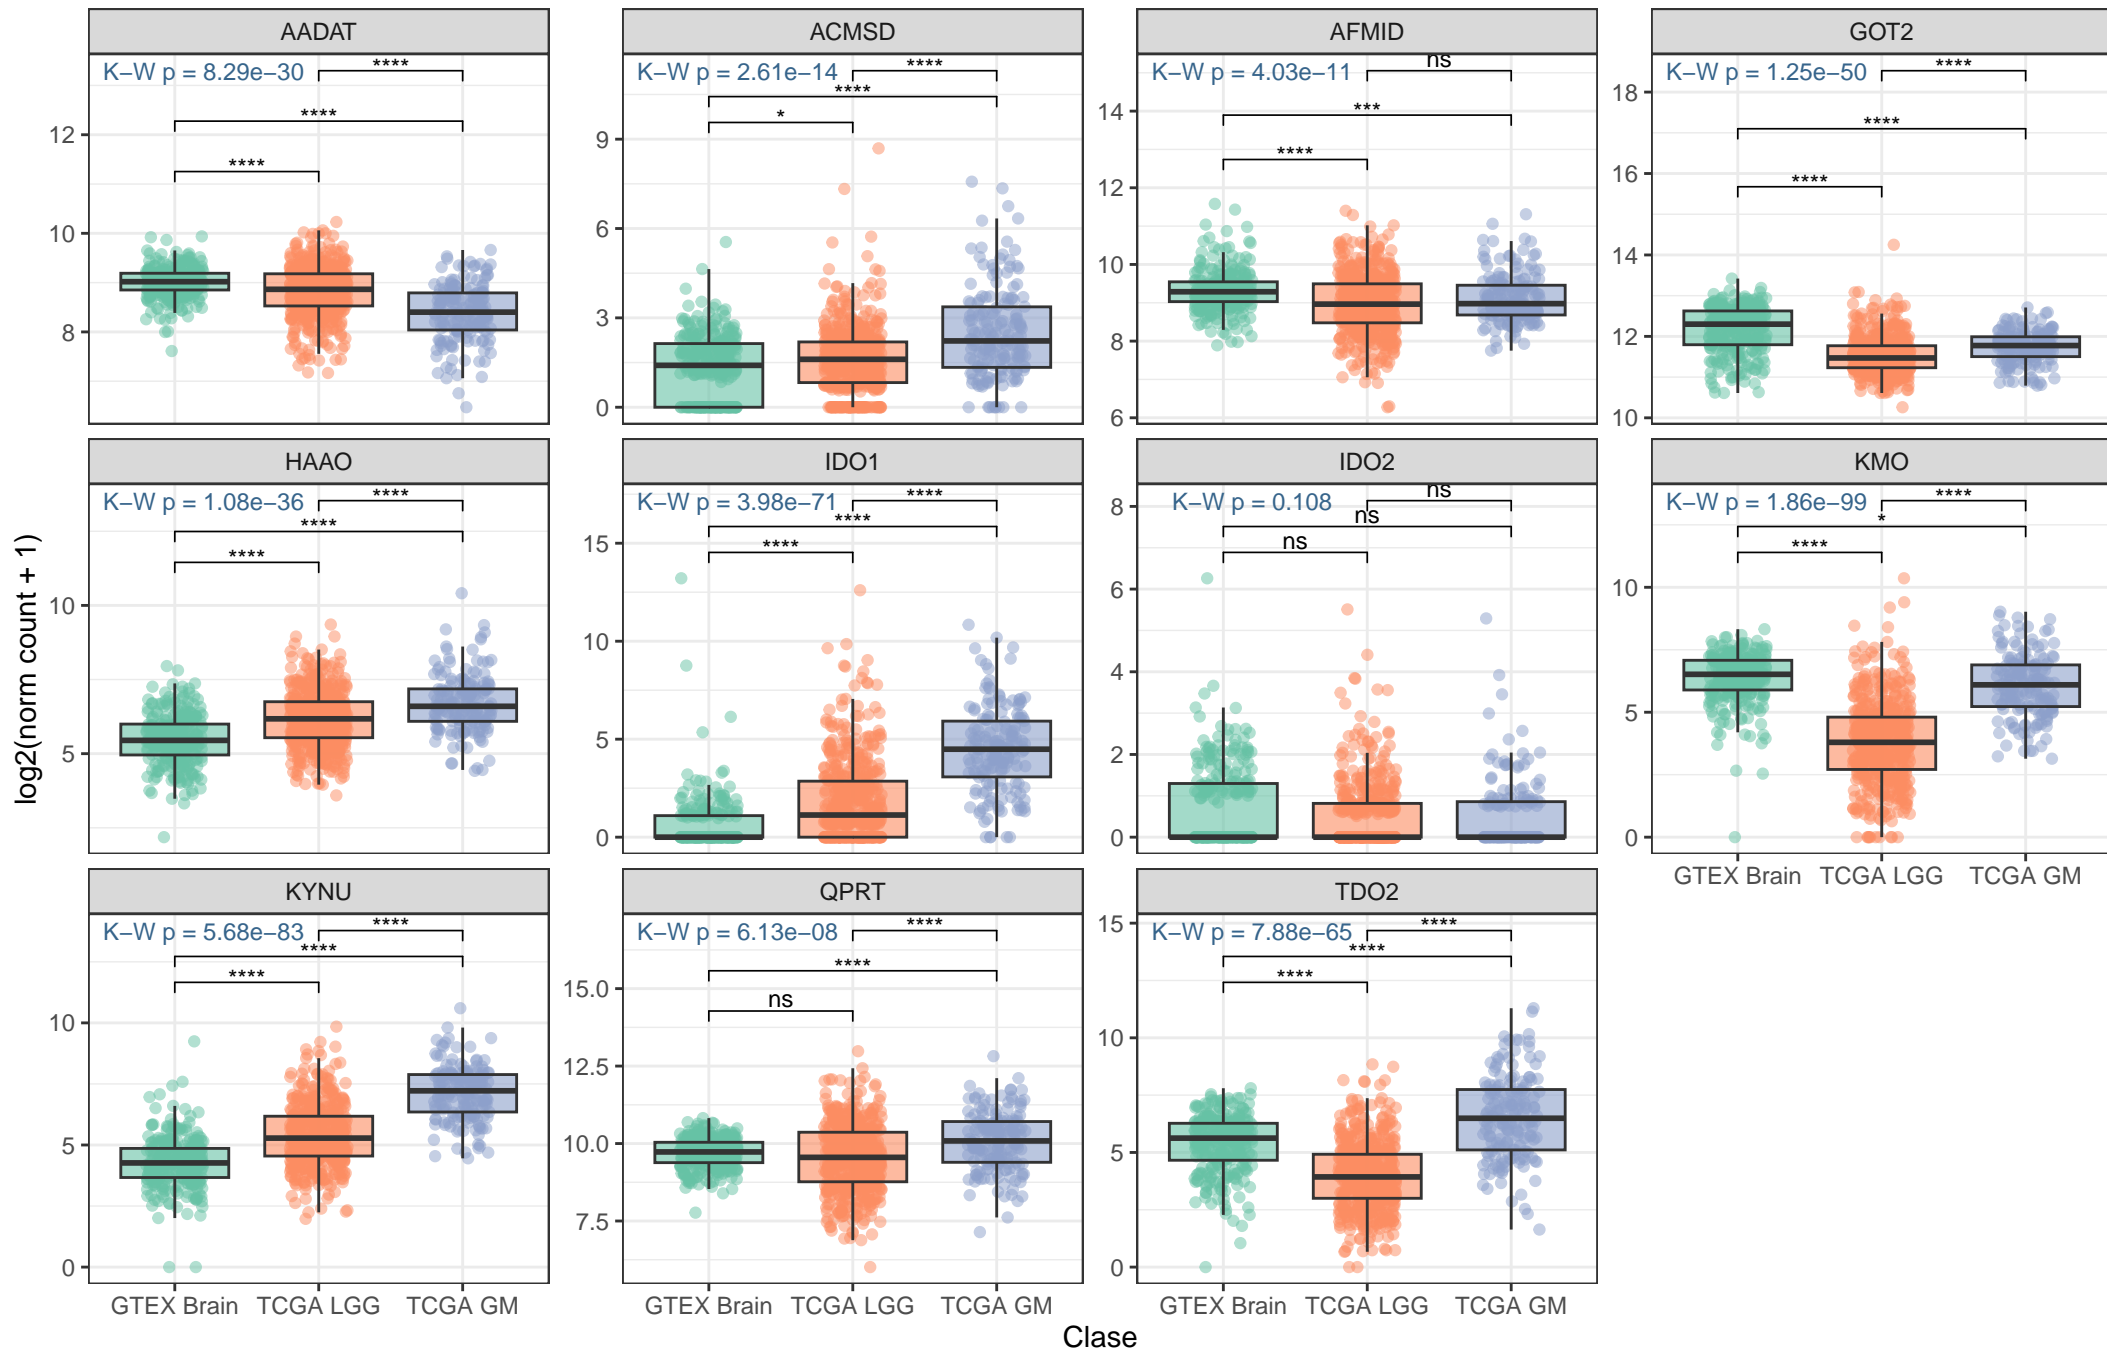 AADAT
ACMSD
AFMID
GOT2
K−W p = 8.29e−30
****
****
****
12
10
8
K−W p = 2.61e−14
****
****
*
9
6
3
0
K−W p = 4.03e−11
ns
***
****
14
12
10
8
6
K−W p = 1.25e−50
****
****
****
18
16
14
12
10
HAAO
IDO1
IDO2
KMO
K−W p = 1.08e−36
****
****
****
10
5
K−W p = 3.98e−71
****
****
****
15
10
5
0
K−W p = 0.108
ns
ns
ns
8
6
4
2
0
K−W p = 1.86e−99
****
*
****
10
5
0
GTEX Brain TCGA LGG TCGA GM
KYNU
QPRT
TDO2
K−W p = 5.68e−83
****
****
****
10
5
0
GTEX Brain TCGA LGG TCGA GM
K−W p = 6.13e−08
****
****
ns
15.0
12.5
10.0
7.5
GTEX Brain TCGA LGG TCGA GM
K−W p = 7.88e−65
****
****
****
15
10
5
0
GTEX Brain TCGA LGG TCGA GM
log2(norm count + 1)
Clase